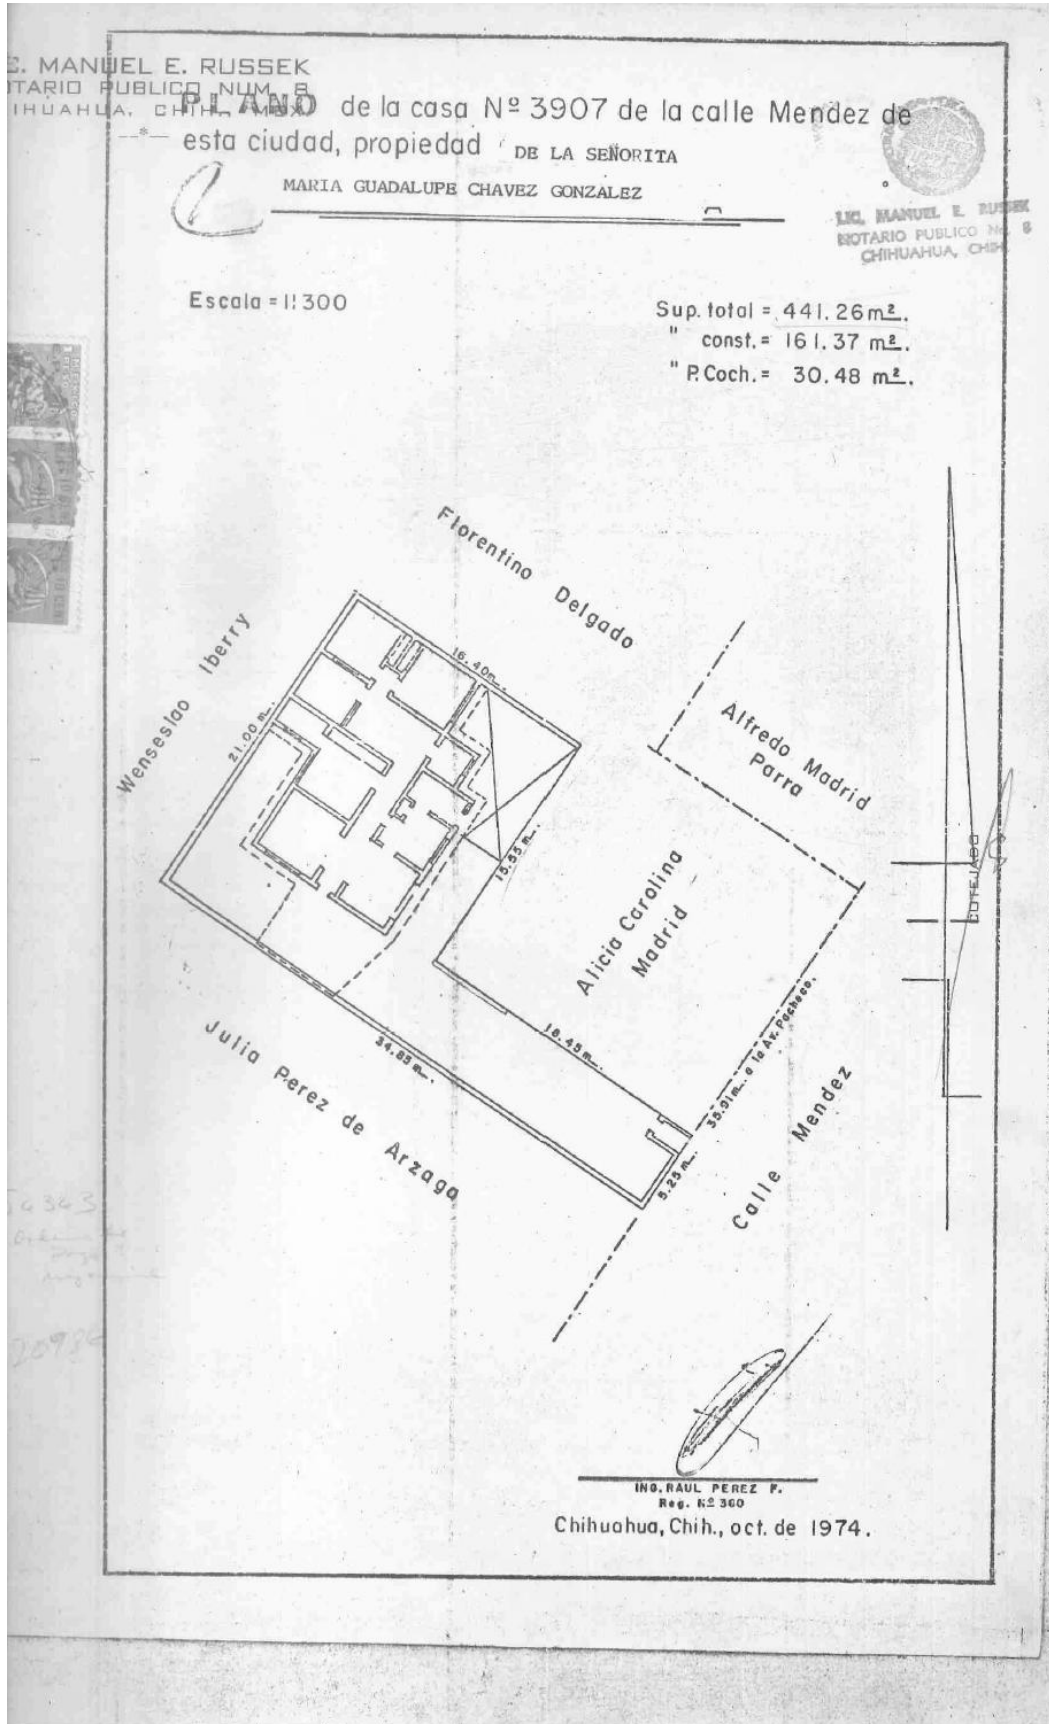 C. MANUEL E. RUSSEK
NOTARIO PUBLICO NUM. 8
CHIHUAHUA, CHIH. MEX.
--*--
PLANO de la casa Nº 3907 de la calle Mendez de
esta ciudad, propiedad DE LA SEÑORITA
MARIA GUADALUPE CHAVEZ GONZALEZ
LIC. MANUEL E. RUSSEK
NOTARIO PUBLICO No. 8
CHIHUAHUA, CHIH.
Escala = 1:300
Sup. total = 441.26 m².
" const. = 161.37 m².
" P. Coch. = 30.48 m².
Florentino Delgado
Wenseslao Iberry
16.40 m.
21.00 m.
Alfredo Madrid
Parra
15.55 m.
Alicia Carolina
Madrid
COTEJADO
18.45 m.
35.91 m. a la Av. Pacheco.
Julia Perez de Arzaga
34.85 m.
5.25 m.
Calle Mendez
20936
ING. RAUL PEREZ F.
Reg. Nº 360
Chihuahua, Chih., oct. de 1974.